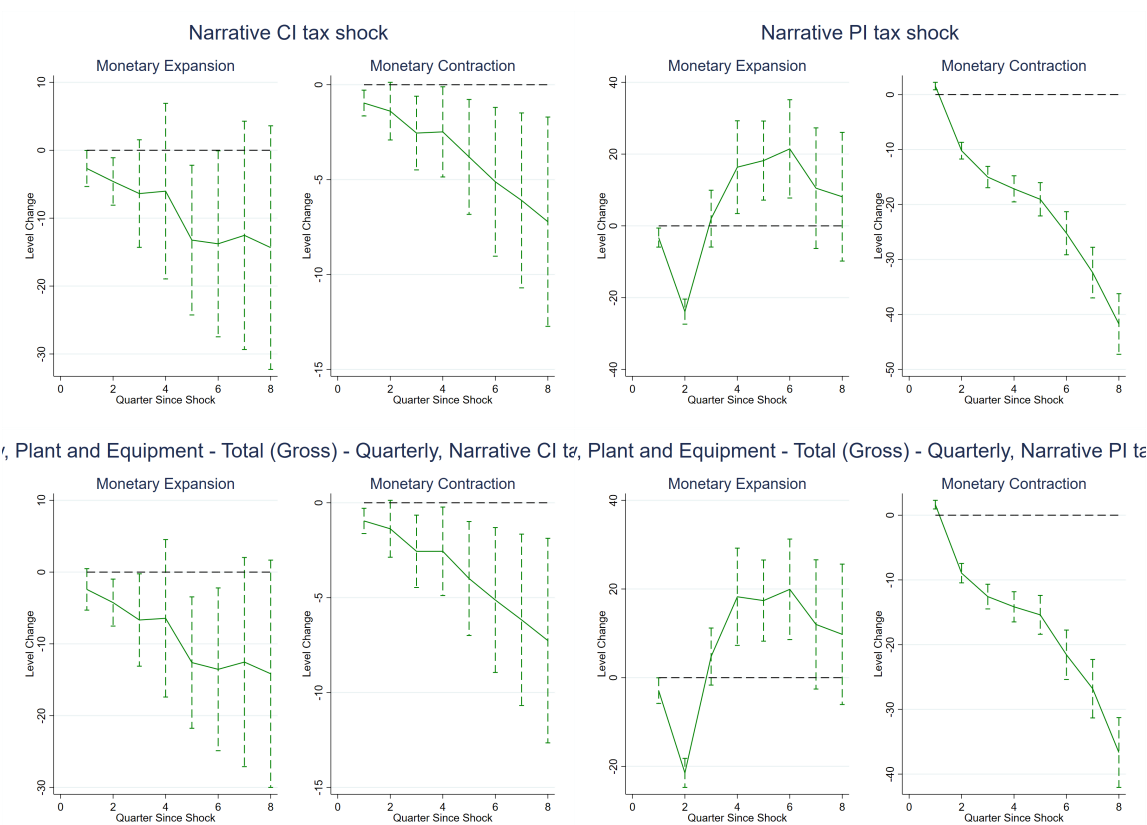 Narrative CI tax shock
Narrative PI tax shock
Monetary Expansion
Monetary Contraction
Monetary Expansion
Monetary Contraction
Level Change
10
0
-10
-20
-30
0 2 4 6 8
Quarter Since Shock
Level Change
0
-5
-10
-15
0 2 4 6 8
Quarter Since Shock
Level Change
40
20
0
-20
-40
0 2 4 6 8
Quarter Since Shock
Level Change
0
-10
-20
-30
-40
-50
0 2 4 6 8
Quarter Since Shock
, Plant and Equipment - Total (Gross) - Quarterly, Narrative CI ta
, Plant and Equipment - Total (Gross) - Quarterly, Narrative PI ta
Monetary Expansion
Monetary Contraction
Monetary Expansion
Monetary Contraction
Level Change
10
0
-10
-20
-30
0 2 4 6 8
Quarter Since Shock
Level Change
0
-5
-10
-15
0 2 4 6 8
Quarter Since Shock
Level Change
40
20
0
-20
0 2 4 6 8
Quarter Since Shock
Level Change
0
-10
-20
-30
-40
0 2 4 6 8
Quarter Since Shock